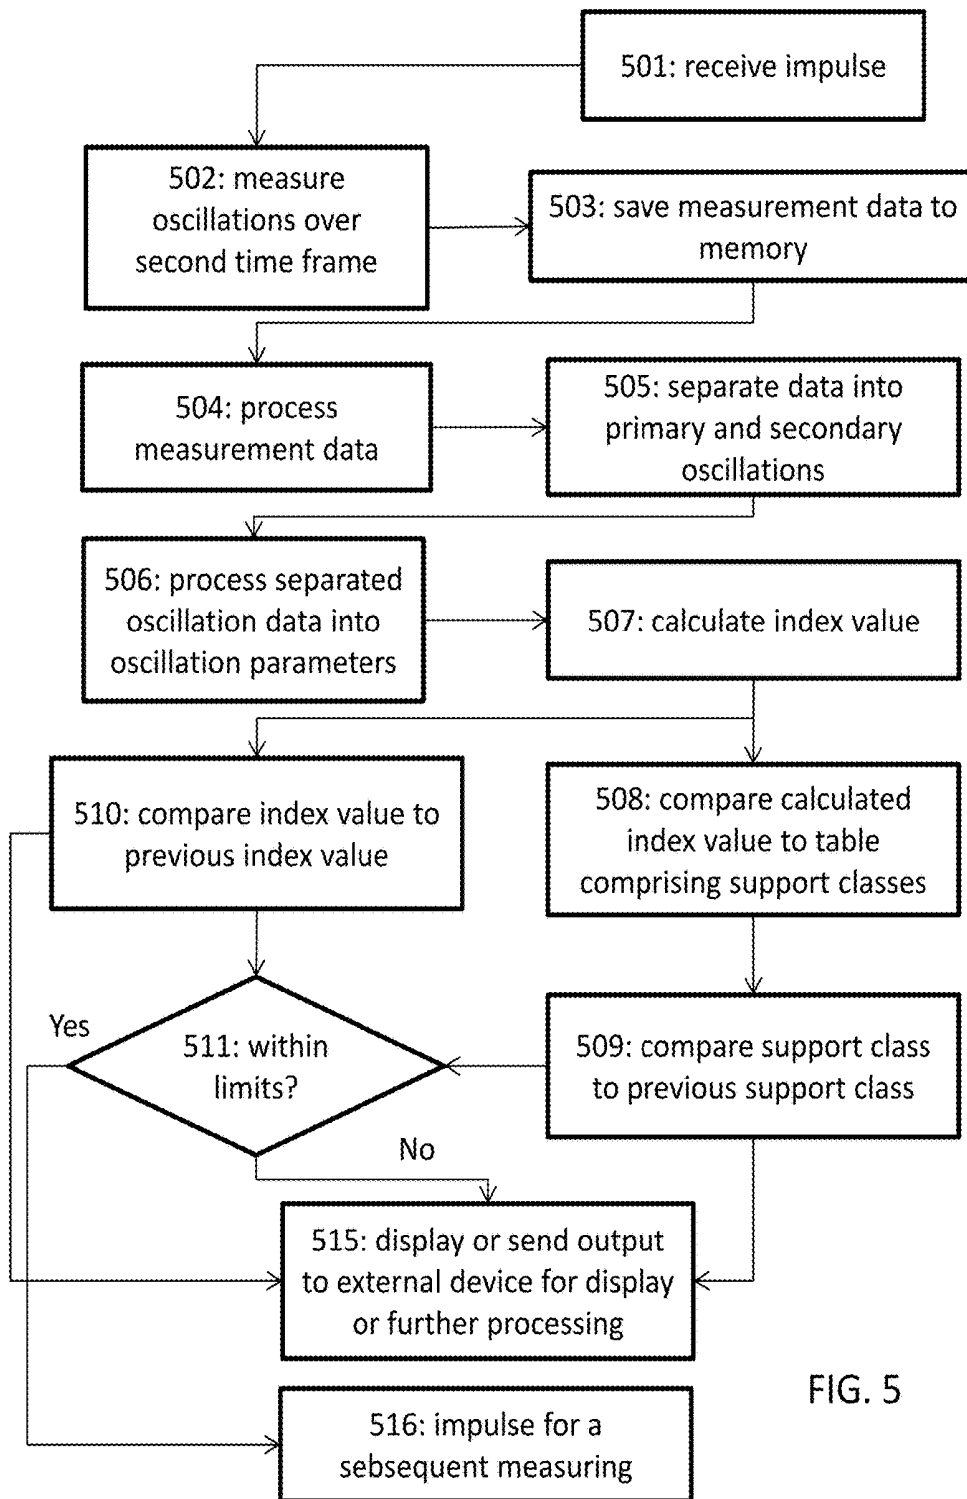 501: receive impulse
502: measure
oscillations over
second time frame
503: save measurement data to
memory
504: process
measurement data
505: separate data into
primary and secondary
oscillations
506: process separated
oscillation data into
oscillation parameters
507: calculate index value
510: compare index value to
previous index value
508: compare calculated
index value to table
comprising support classes
Yes
511: within
limits?
509: compare support class
to previous support class
No
515: display or send output
to external device for display
or further processing
FIG. 5
516: impulse for a
sebsequent measuring